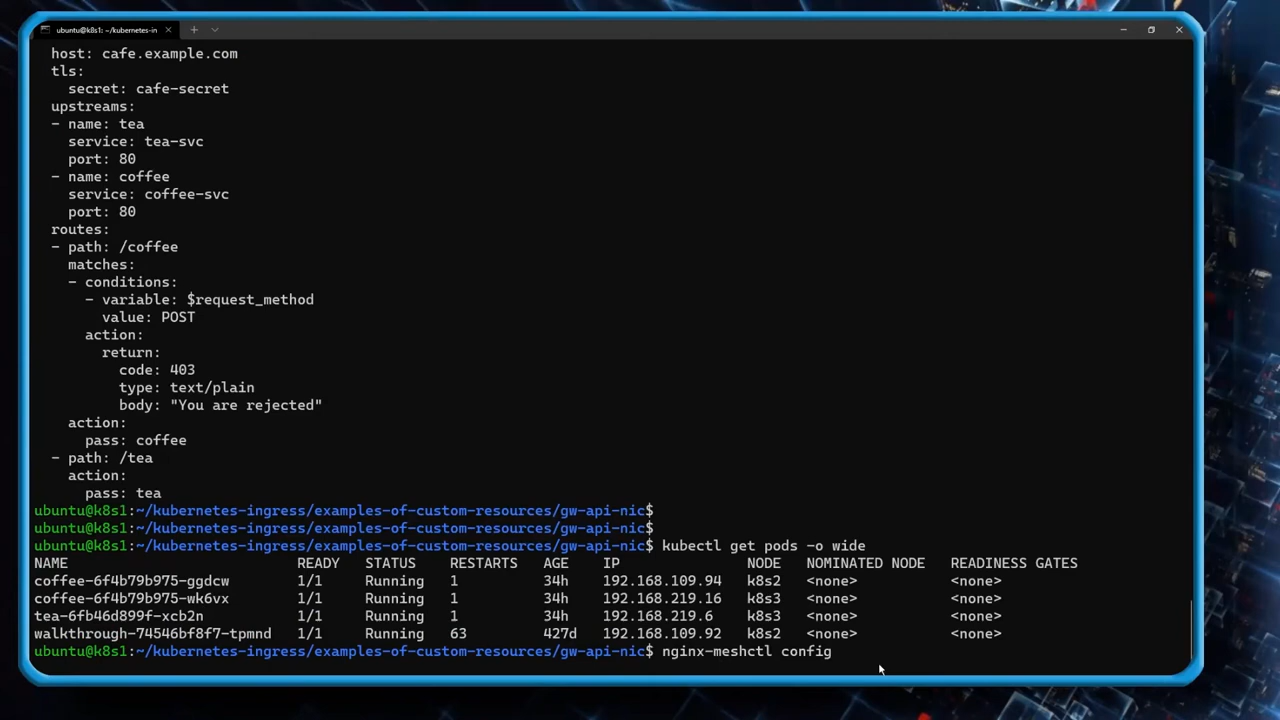 ubuntu@k8s1: ~/kubernetes-in
host: cafe.example.com
tls:
secret: cafe-secret
upstreams:
- name: tea
service: tea-svc
port: 80
- name: coffee
service: coffee-svc
port: 80
routes:
- path: /coffee
matches:
- conditions:
- variable: $request_method
value: POST
action:
return:
code: 403
type: text/plain
body: "You are rejected"
action:
pass: coffee
- path: /tea
action:
pass: tea
ubuntu@k8s1:~/kubernetes-ingress/examples-of-custom-resources/gw-api-nic$
ubuntu@k8s1:~/kubernetes-ingress/examples-of-custom-resources/gw-api-nic$
ubuntu@k8s1:~/kubernetes-ingress/examples-of-custom-resources/gw-api-nic$ kubectl get pods -o wide
NAME READY STATUS RESTARTS AGE IP NODE NOMINATED NODE READINESS GATES
coffee-6f4b79b975-ggdcw 1/1 Running 1 34h 192.168.109.94 k8s2 <none> <none>
coffee-6f4b79b975-wk6vx 1/1 Running 1 34h 192.168.219.16 k8s3 <none> <none>
tea-6fb46d899f-xcb2n 1/1 Running 1 34h 192.168.219.6 k8s3 <none> <none>
walkthrough-74546bf8f7-tpmnd 1/1 Running 63 427d 192.168.109.92 k8s2 <none> <none>
ubuntu@k8s1:~/kubernetes-ingress/examples-of-custom-resources/gw-api-nic$ nginx-meshctl config